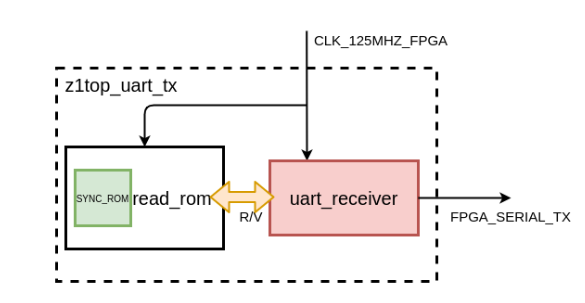 CLK_125MHZ_FPGA
z1top_uart_tx
SYNC_ROM
read_rom
R/V
uart_receiver
FPGA_SERIAL_TX